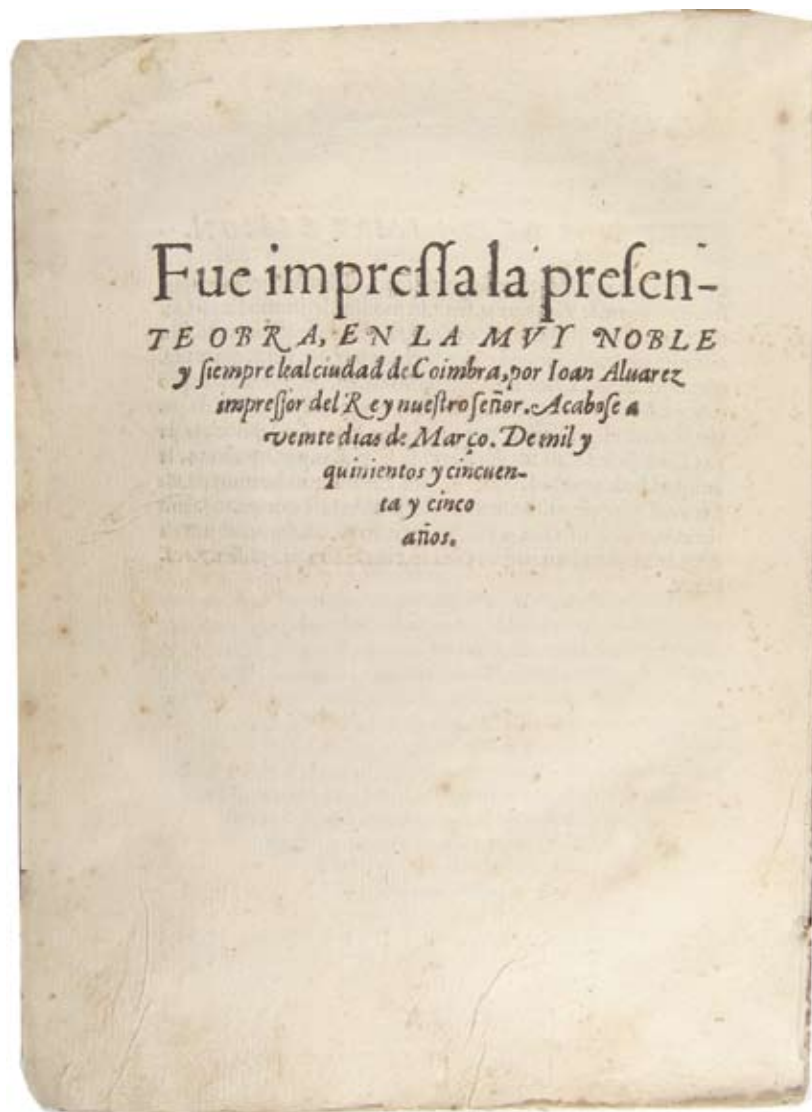 Fue impreſſa la preſen-
TE OBRA, EN LA MVY NOBLE
y ſiempre leal ciudad de Coimbra, por Ioan Aluarez
impreſſor del Rey nueſtro ſeñor. Acaboſe a
veinte dias de Março. De mil y
quinientos y cincuen-
ta y cinco
años.